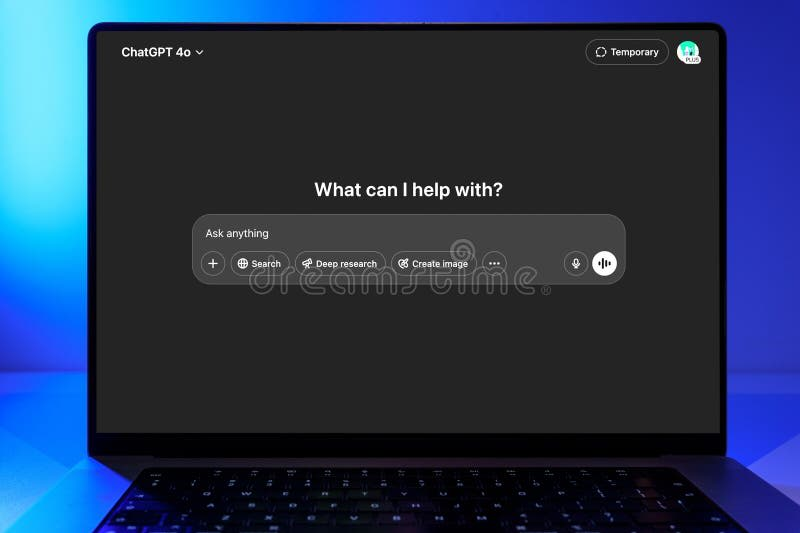 ChatGPT 4o
Temporary
PLUS
What can I help with?
Ask anything
Search
Deep research
Create image
dreamstime®